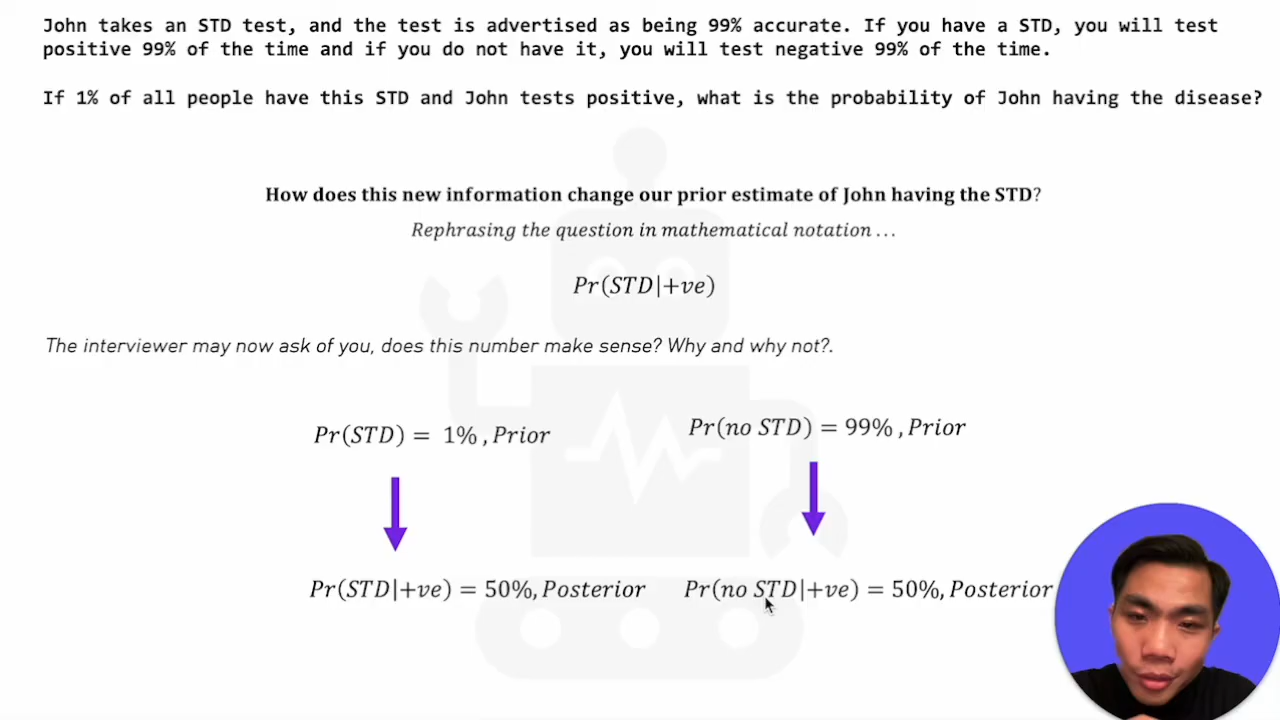 John takes an STD test, and the test is advertised as being 99% accurate. If you have a STD, you will test
positive 99% of the time and if you do not have it, you will test negative 99% of the time.
If 1% of all people have this STD and John tests positive, what is the probability of John having the disease?
How does this new information change our prior estimate of John having the STD?
Rephrasing the question in mathematical notation ...
Pr(STD|+ve)
The interviewer may now ask of you, does this number make sense? Why and why not?.
Pr(STD) = 1% , Prior
Pr(no STD) = 99% , Prior
Pr(STD|+ve) = 50%, Posterior
Pr(no STD|+ve) = 50%, Posterior